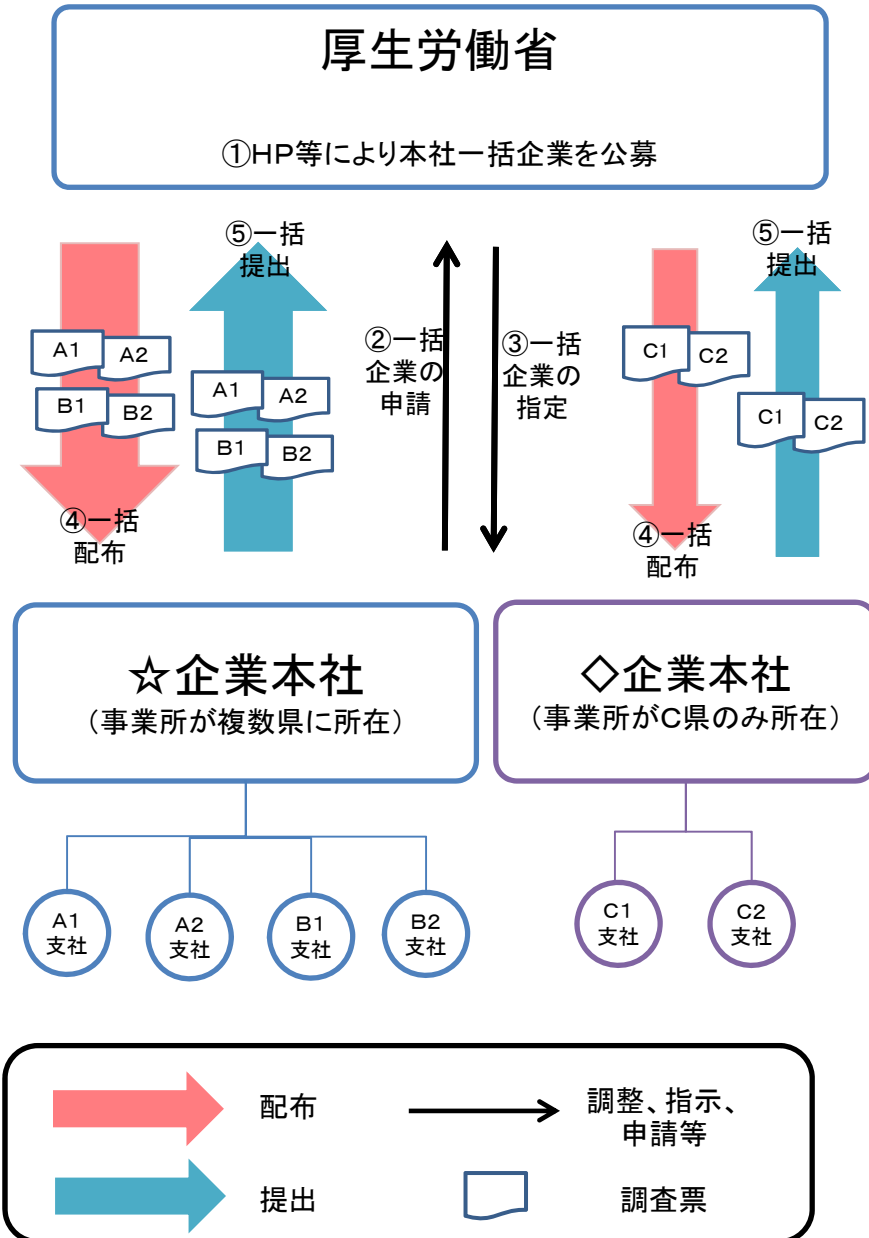 厚生労働省
①HP等により本社一括企業を公募
⑤一括
提出
A1
A2
B1
B2
A1
A2
B1
B2
④一括
配布
②一括
企業の
申請
③一括
企業の
指定
⑤一括
提出
C1
C2
C1
C2
④一括
配布
☆企業本社
（事業所が複数県に所在）
◇企業本社
（事業所がC県のみ所在）
A1
支社
A2
支社
B1
支社
B2
支社
C1
支社
C2
支社
配布
調整、指示、
申請等
提出
調査票